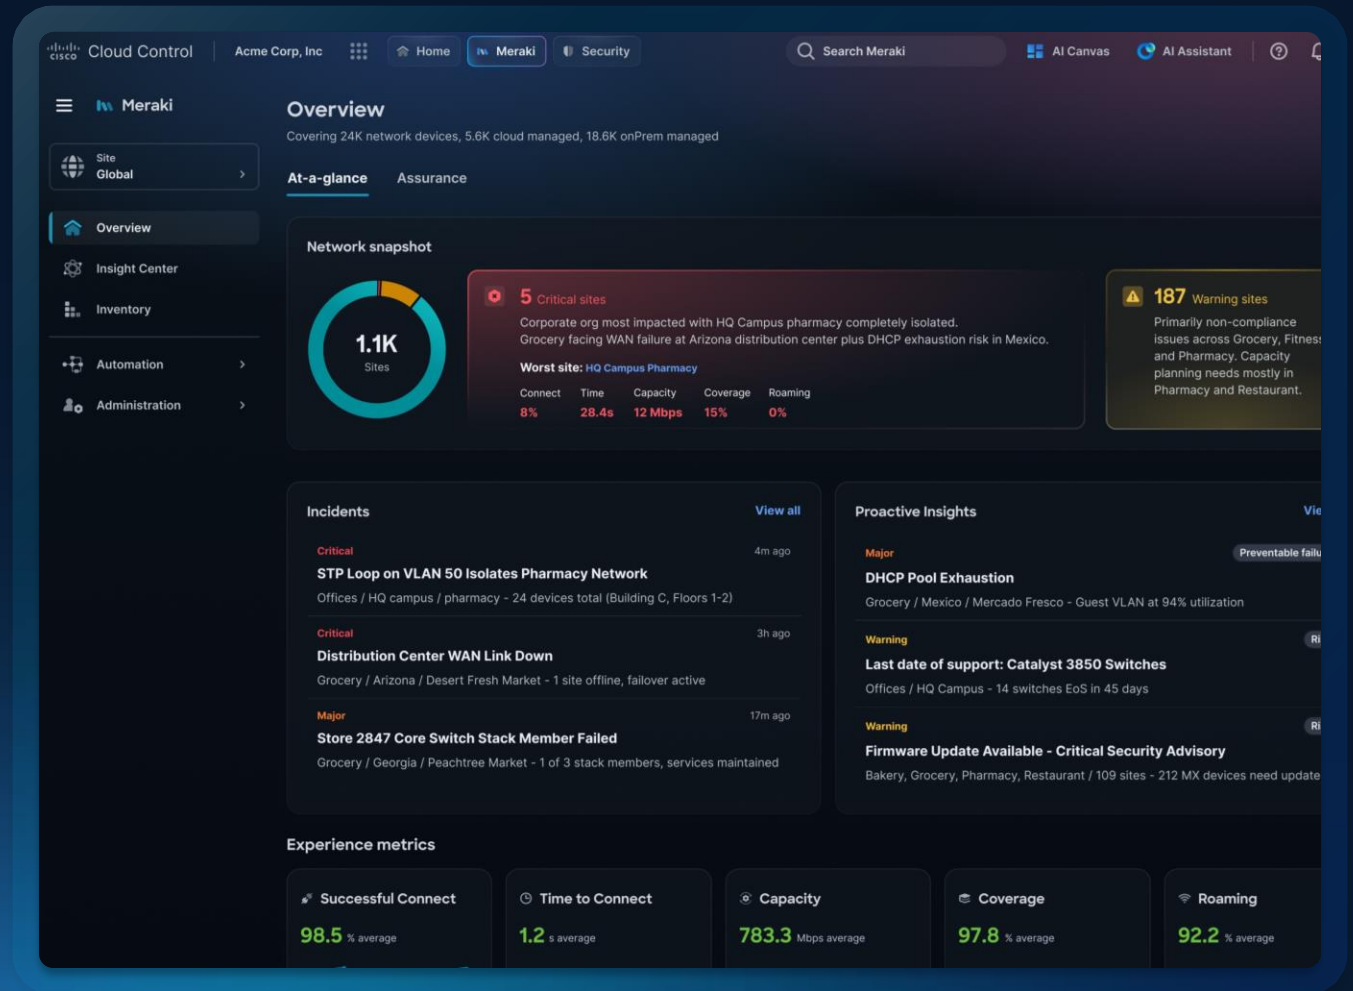 CISCO Cloud Control
Acme Corp, Inc
Home
Meraki
Security
Search Meraki
AI Canvas
AI Assistant
Meraki
Site
Global
Overview
Insight Center
Inventory
Automation
Administration
Overview
Covering 24K network devices, 5.6K cloud managed, 18.6K onPrem managed
At-a-glance
Assurance
Network snapshot
1.1K
Sites
5 Critical sites
Corporate org most impacted with HQ Campus pharmacy completely isolated.
Grocery facing WAN failure at Arizona distribution center plus DHCP exhaustion risk in Mexico.
Worst site: HQ Campus Pharmacy
Connect Time Capacity Coverage Roaming
8% 28.4s 12 Mbps 15% 0%
187 Warning sites
Primarily non-compliance
issues across Grocery, Fitness
and Pharmacy. Capacity
planning needs mostly in
Pharmacy and Restaurant.
Incidents
View all
Critical
4m ago
STP Loop on VLAN 50 Isolates Pharmacy Network
Offices / HQ campus / pharmacy - 24 devices total (Building C, Floors 1-2)
Critical
3h ago
Distribution Center WAN Link Down
Grocery / Arizona / Desert Fresh Market - 1 site offline, failover active
Major
17m ago
Store 2847 Core Switch Stack Member Failed
Grocery / Georgia / Peachtree Market - 1 of 3 stack members, services maintained
Proactive Insights
Major
Preventable
DHCP Pool Exhaustion
Grocery / Mexico / Mercado Fresco - Guest VLAN at 94% utilization
Warning
Last date of support: Catalyst 3850 Switches
Offices / HQ Campus - 14 switches EoS in 45 days
Warning
Firmware Update Available - Critical Security Advisory
Bakery, Grocery, Pharmacy, Restaurant / 109 sites - 212 MX devices need update
Experience metrics
Successful Connect
98.5 % average
Time to Connect
1.2 s average
Capacity
783.3 Mbps average
Coverage
97.8 % average
Roaming
92.2 % average